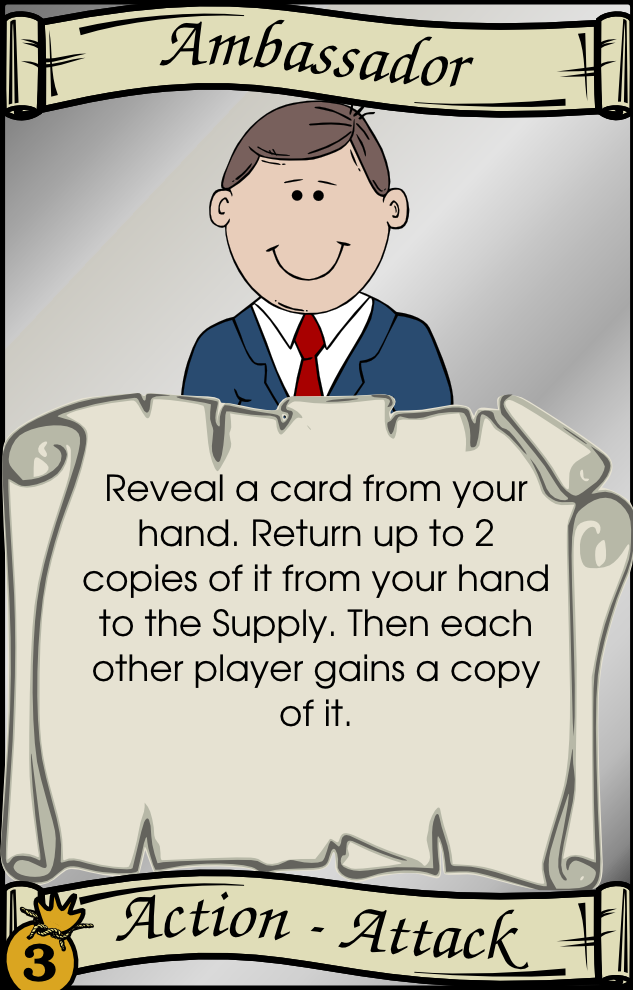 Ambassador
Reveal a card from your
hand. Return up to 2
copies of it from your hand
to the Supply. Then each
other player gains a copy
of it.
Action - Attack
3